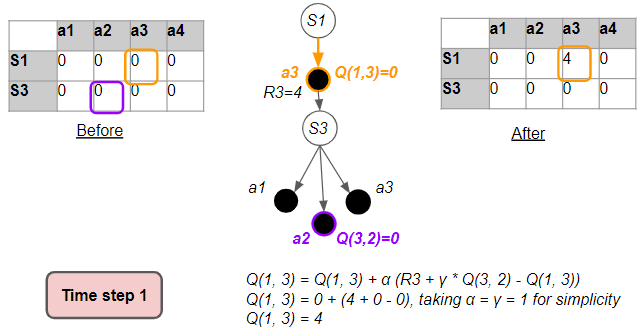 a1 a2 a3 a4
S1 0 0 0 0
S3 0 0 0 0
Before
S1
a3 Q(1,3)=0
R3=4
S3
a1
a3
a2 Q(3,2)=0
a1 a2 a3 a4
S1 0 0 4 0
S3 0 0 0 0
After
Time step 1
Q(1, 3) = Q(1, 3) + α (R3 + γ * Q(3, 2) - Q(1, 3))
Q(1, 3) = 0 + (4 + 0 - 0), taking α = γ = 1 for simplicity
Q(1, 3) = 4